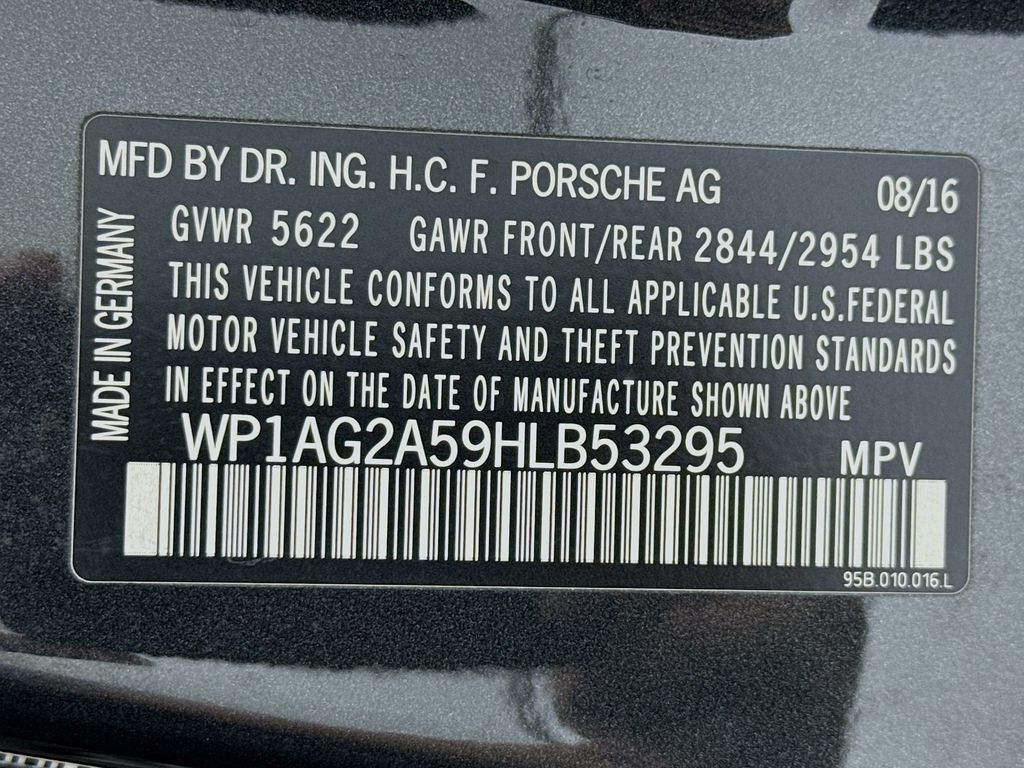 MFD BY DR. ING. H.C. F. PORSCHE AG 08/16
GVWR 5622 GAWR FRONT/REAR 2844/2954 LBS
THIS VEHICLE CONFORMS TO ALL APPLICABLE U.S.FEDERAL
MOTOR VEHICLE SAFETY AND THEFT PREVENTION STANDARDS
IN EFFECT ON THE DATE OF MANUFACTURE SHOWN ABOVE
MADE IN GERMANY
WP1AG2A59HLB53295 MPV
95B.010.016.L